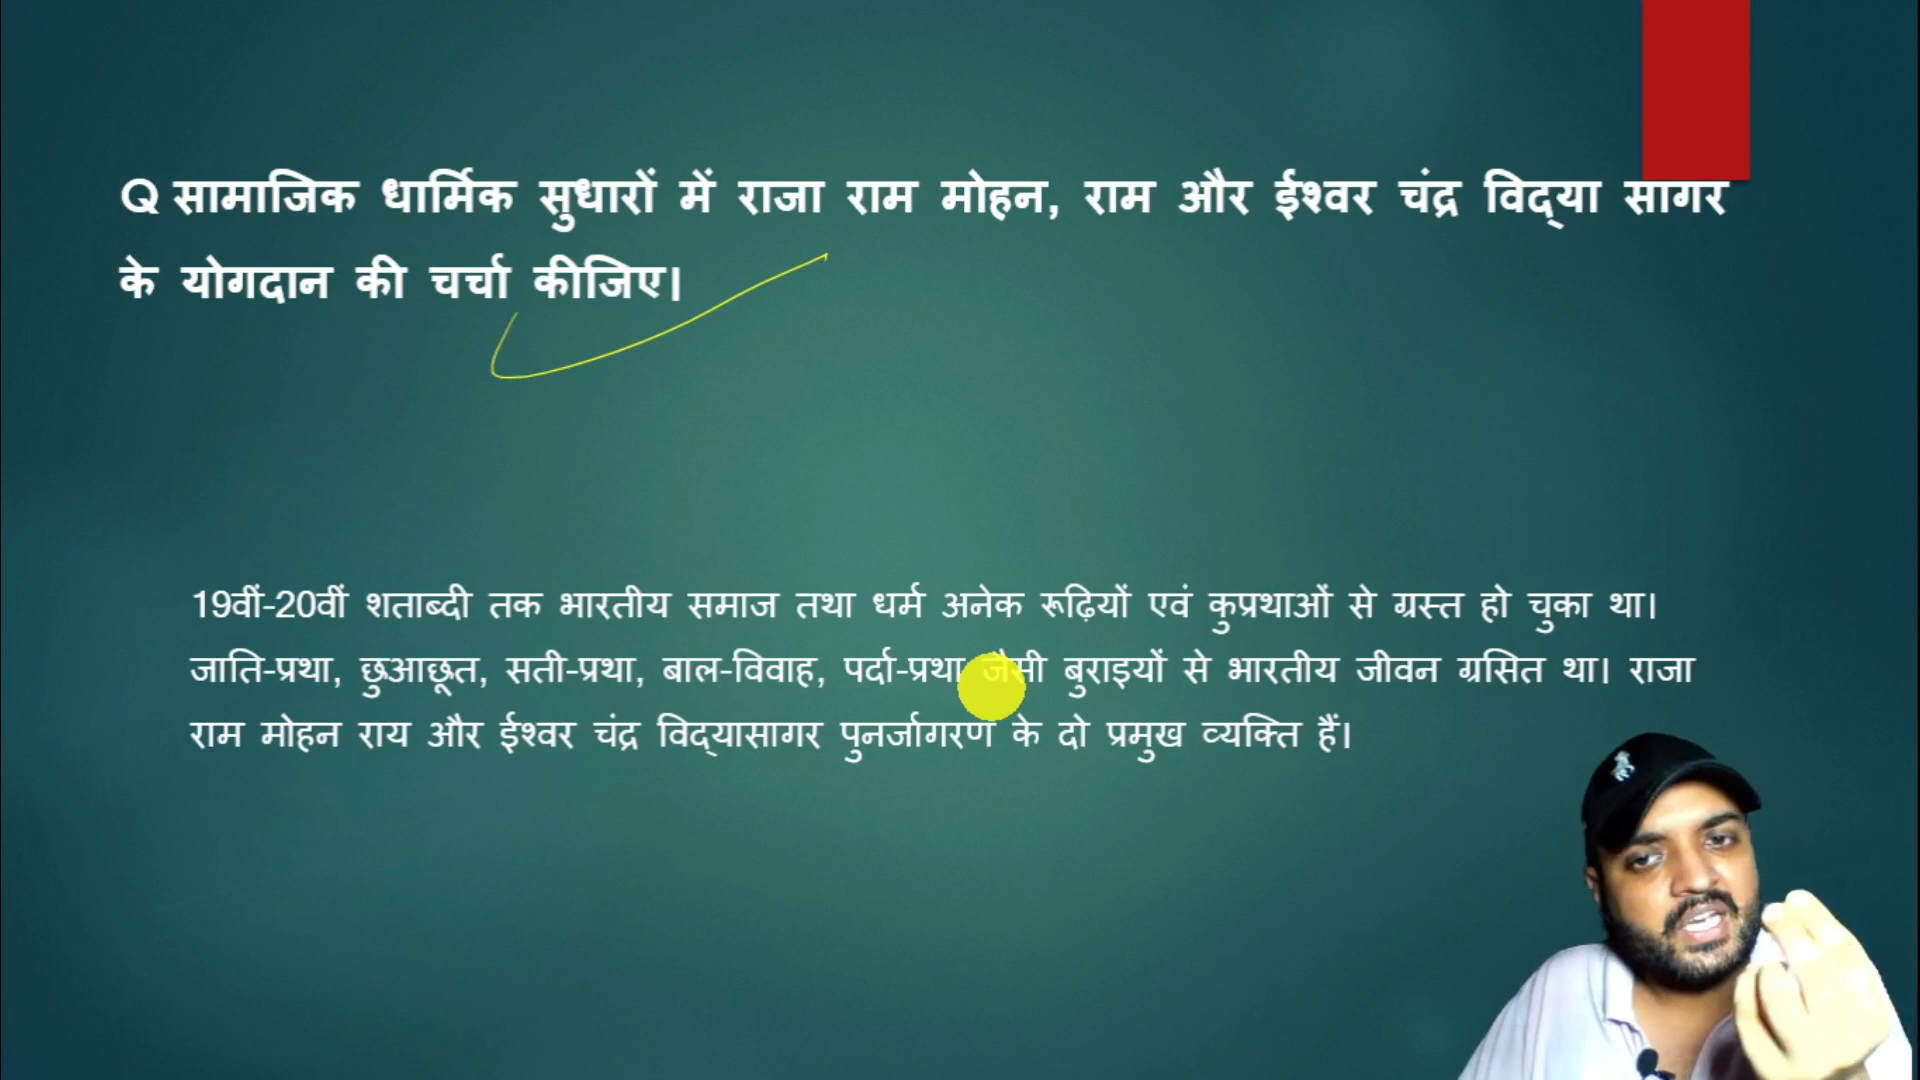 Q सामाजिक धार्मिक सुधारों में राजा राम मोहन, राम और ईश्वर चंद्र विद्या सागर
के योगदान की चर्चा कीजिए।
19वीं-20वीं शताब्दी तक भारतीय समाज तथा धर्म अनेक रूढ़ियों एवं कुप्रथाओं से ग्रस्त हो चुका था।
जाति-प्रथा, छुआछूत, सती-प्रथा, बाल-विवाह, पर्दा-प्रथा जैसी बुराइयों से भारतीय जीवन ग्रसित था। राजा
राम मोहन राय और ईश्वर चंद्र विद्यासागर पुनर्जागरण के दो प्रमुख व्यक्ति हैं।